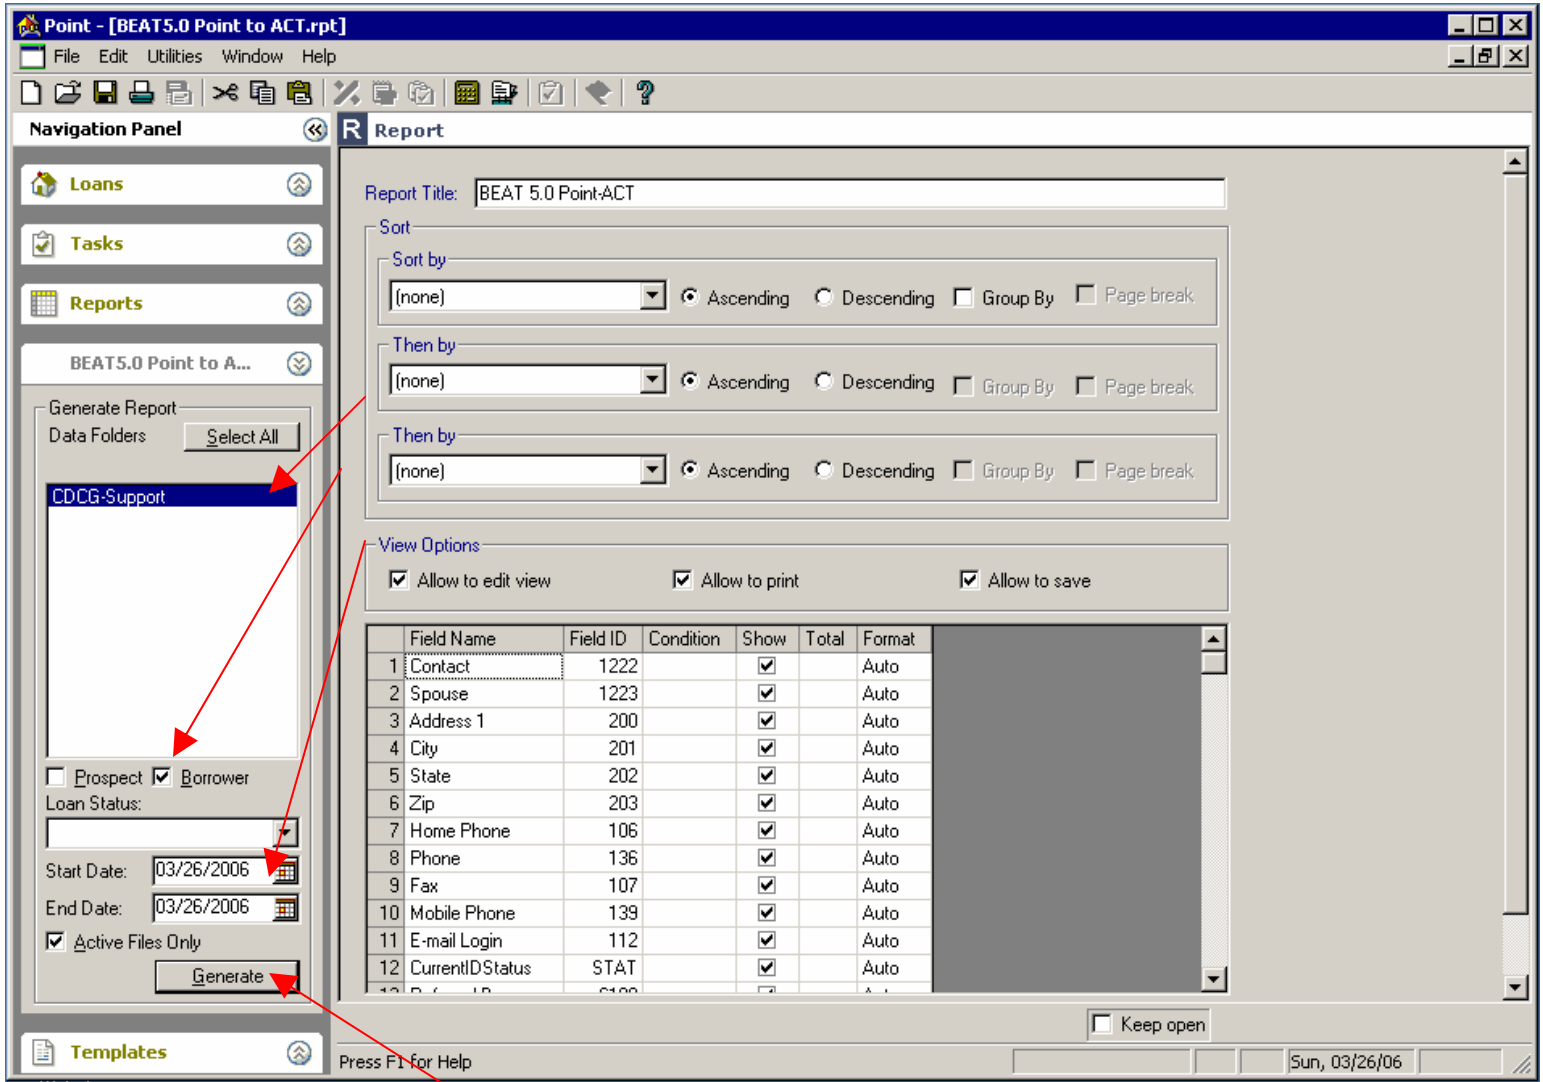 Point - [BEAT5.0 Point to ACT.rpt]
File Edit Utilities Window Help
Navigation Panel
R Report
Loans
Tasks
Reports
BEAT5.0 Point to A...
Generate Report
Data Folders Select All
CDCG-Support
Prospect Borrower
Loan Status:
Start Date: 03/26/2006
End Date: 03/26/2006
Active Files Only
Generate
Templates
Report Title: BEAT 5.0 Point-ACT
Sort
Sort by
(none) Ascending Descending Group By Page break
Then by
(none) Ascending Descending Group By Page break
Then by
(none) Ascending Descending Group By Page break
View Options
Allow to edit view Allow to print Allow to save
Field Name Field ID Condition Show Total Format
1 Contact 1222 Auto
2 Spouse 1223 Auto
3 Address 1 200 Auto
4 City 201 Auto
5 State 202 Auto
6 Zip 203 Auto
7 Home Phone 106 Auto
8 Phone 136 Auto
9 Fax 107 Auto
10 Mobile Phone 139 Auto
11 E-mail Login 112 Auto
12 CurrentIDStatus STAT Auto
Keep open
Press F1 for Help
Sun, 03/26/06